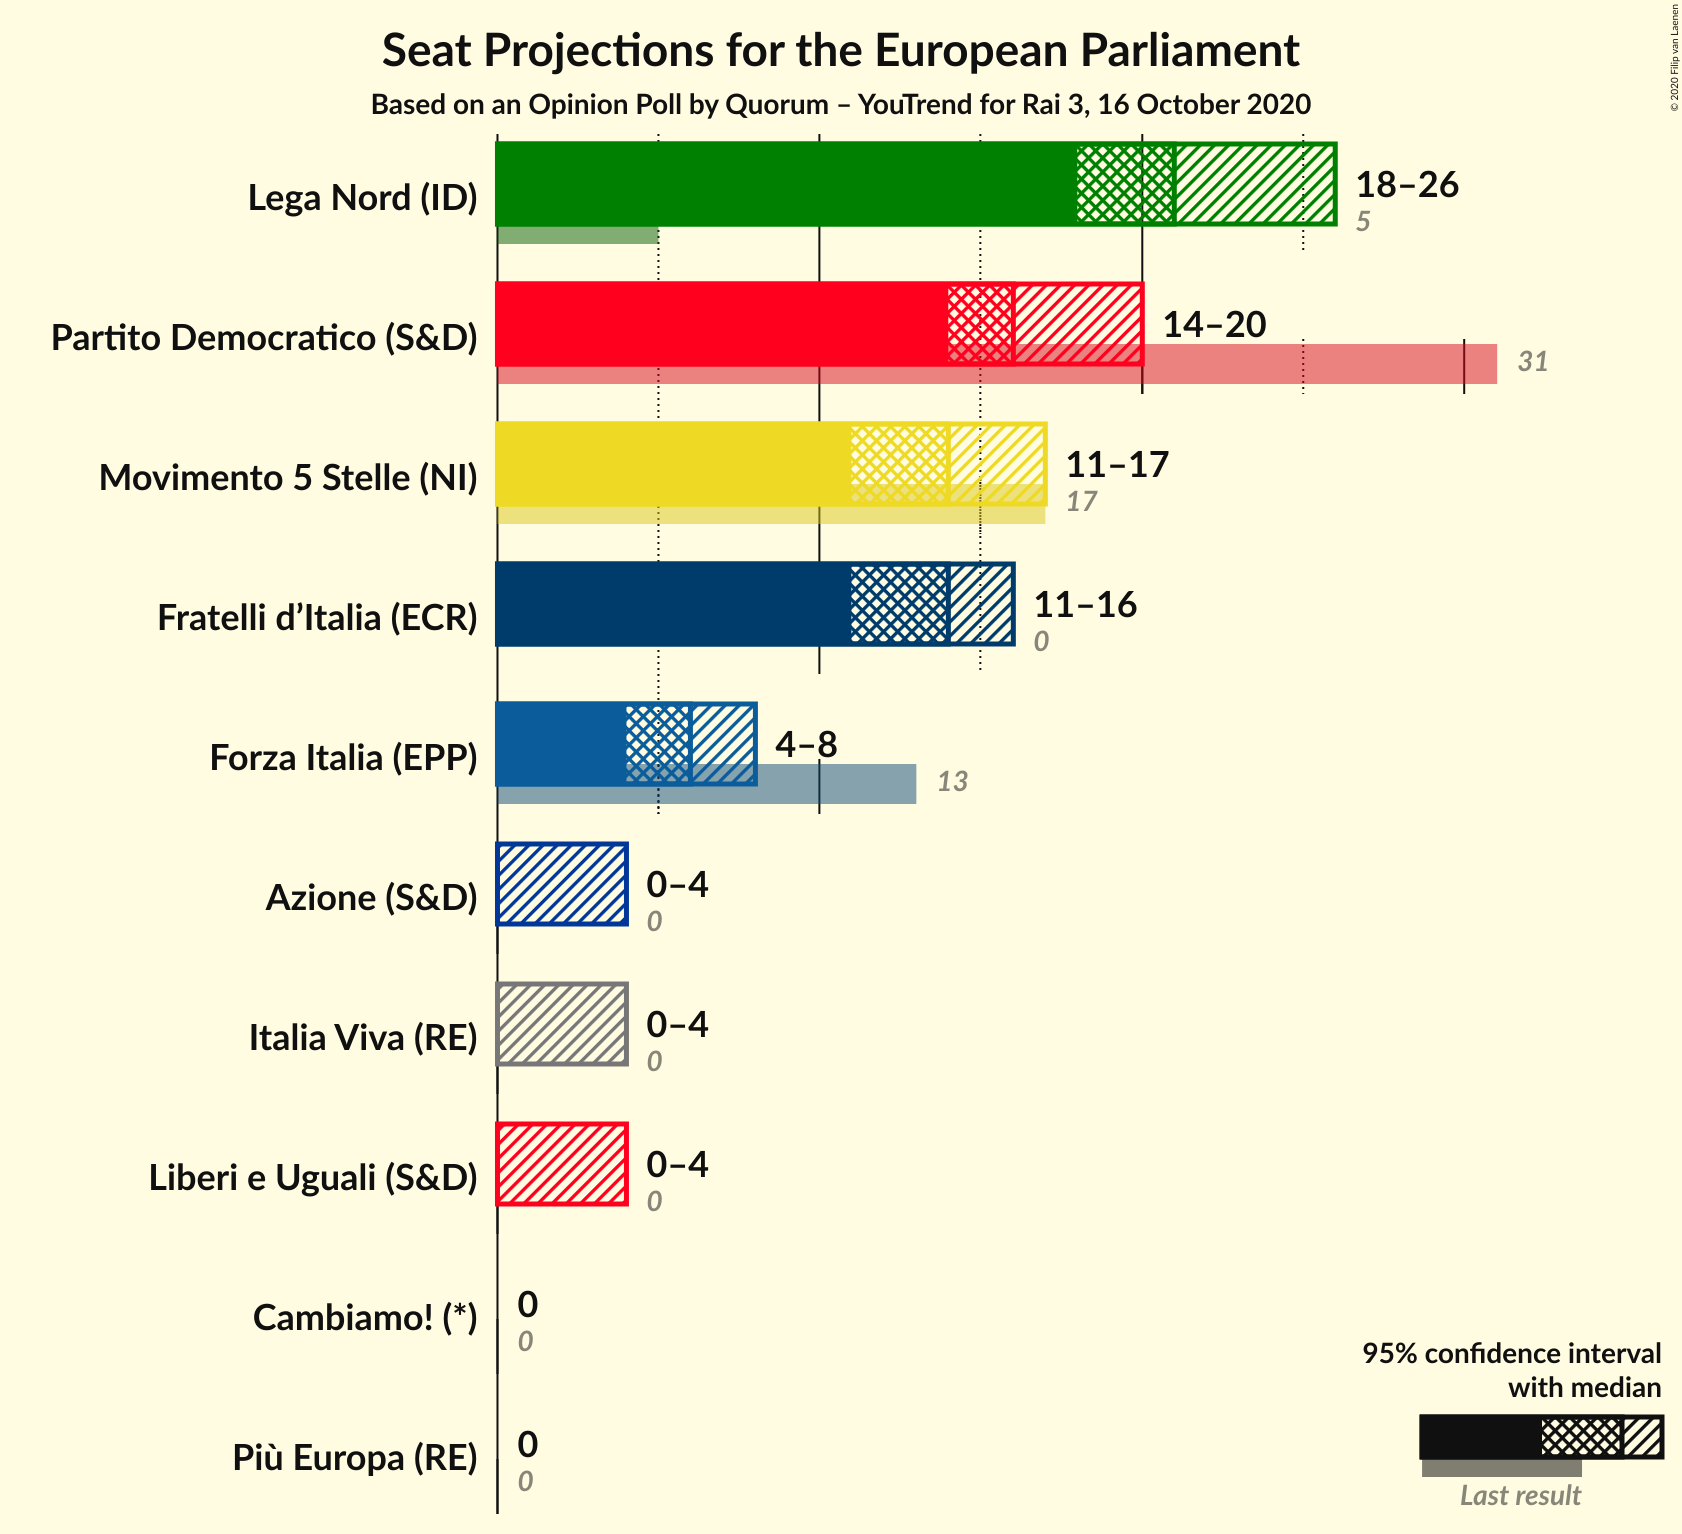 Seat Projections for the European Parliament
Based on an Opinion Poll by Quorum – YouTrend for Rai 3, 16 October 2020
© 2020 Filip van Laenen
Lega Nord (ID)
18–26
5
Partito Democratico (S&D)
14–20
31
Movimento 5 Stelle (NI)
11–17
17
Fratelli d’Italia (ECR)
11–16
0
Forza Italia (EPP)
4–8
13
Azione (S&D)
0–4
0
Italia Viva (RE)
0–4
0
Liberi e Uguali (S&D)
0–4
0
Cambiamo! (*)
0
0
Più Europa (RE)
0
0
95% confidence interval
with median
Last result